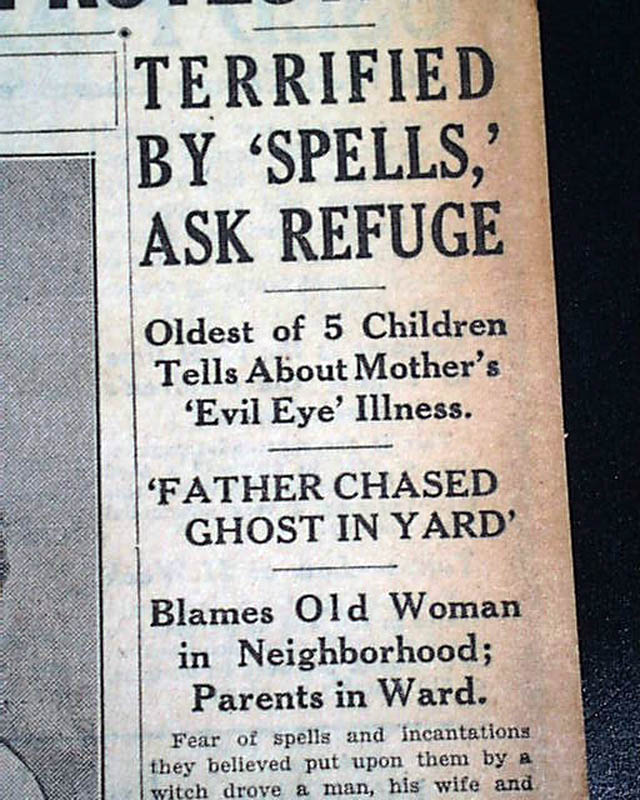 TERRIFIED
BY ‘SPELLS,’
ASK REFUGE
Oldest of 5 Children
Tells About Mother’s
‘Evil Eye’ Illness.
‘FATHER CHASED
GHOST IN YARD’
Blames Old Woman
in Neighborhood;
Parents in Ward.
Fear of spells and incantations
they believed put upon them by a
witch drove a man, his wife and